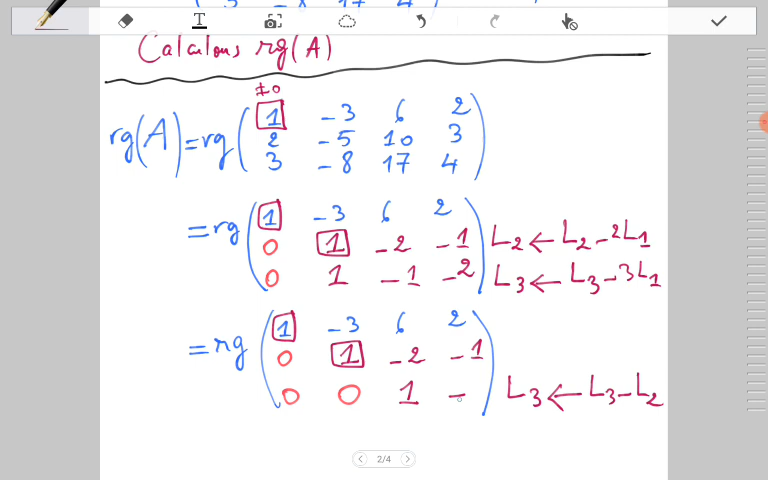 Calculons rg(A)
≠0
rg(A) = rg ( 1 -3 6 2
2 -5 10 3
3 -8 17 4 )
= rg ( 1 -3 6 2
0 1 -2 -1 ) L2 ← L2 - 2L1
0 1 -1 -2 L3 ← L3 - 3L1
= rg ( 1 -3 6 2
0 1 -2 -1 )
0 0 1 - L3 ← L3 - L2
2/4